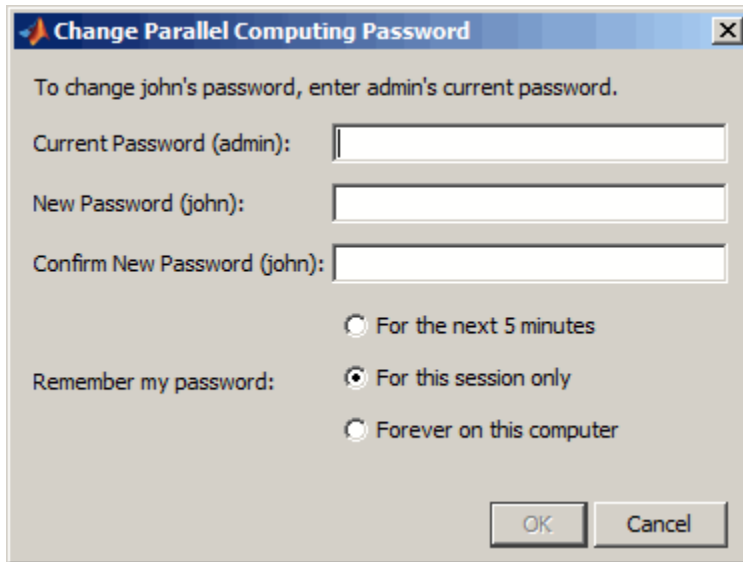 Change Parallel Computing Password
To change john's password, enter admin's current password.
Current Password (admin):
New Password (john):
Confirm New Password (john):
For the next 5 minutes
Remember my password:
For this session only
Forever on this computer
OK
Cancel